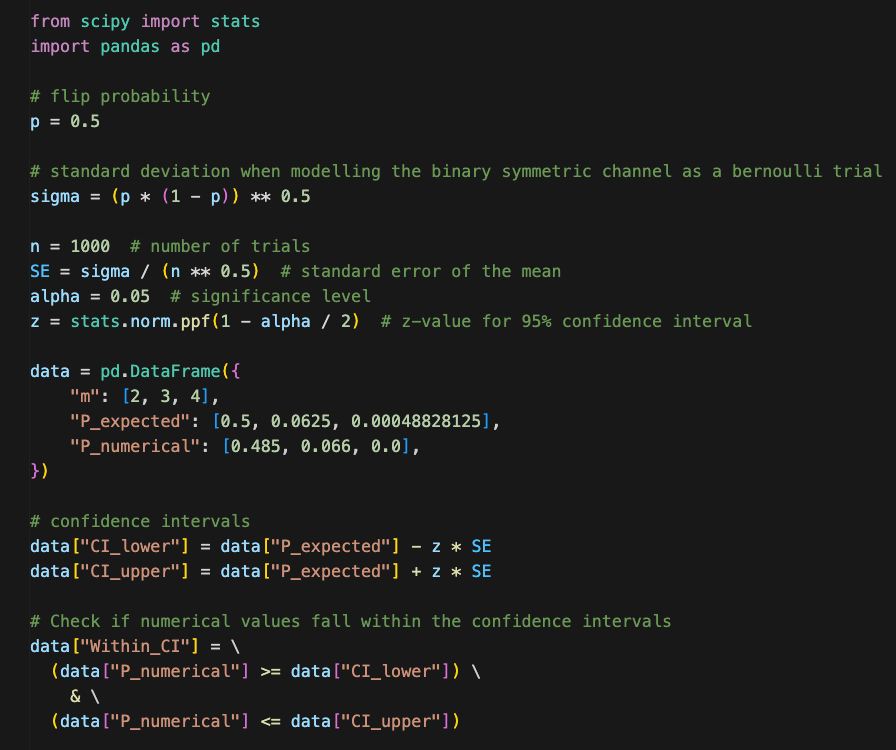 from scipy import stats
import pandas as pd

# flip probability
p = 0.5

# standard deviation when modelling the binary symmetric channel as a bernoulli trial
sigma = (p * (1 - p)) ** 0.5

n = 1000  # number of trials
SE = sigma / (n ** 0.5)  # standard error of the mean
alpha = 0.05  # significance level
z = stats.norm.ppf(1 - alpha / 2)  # z-value for 95% confidence interval

data = pd.DataFrame({
    "m": [2, 3, 4],
    "P_expected": [0.5, 0.0625, 0.00048828125],
    "P_numerical": [0.485, 0.066, 0.0],
})

# confidence intervals
data["CI_lower"] = data["P_expected"] - z * SE
data["CI_upper"] = data["P_expected"] + z * SE

# Check if numerical values fall within the confidence intervals
data["Within_CI"] = \
  (data["P_numerical"] >= data["CI_lower"]) \
    & \
  (data["P_numerical"] <= data["CI_upper"])